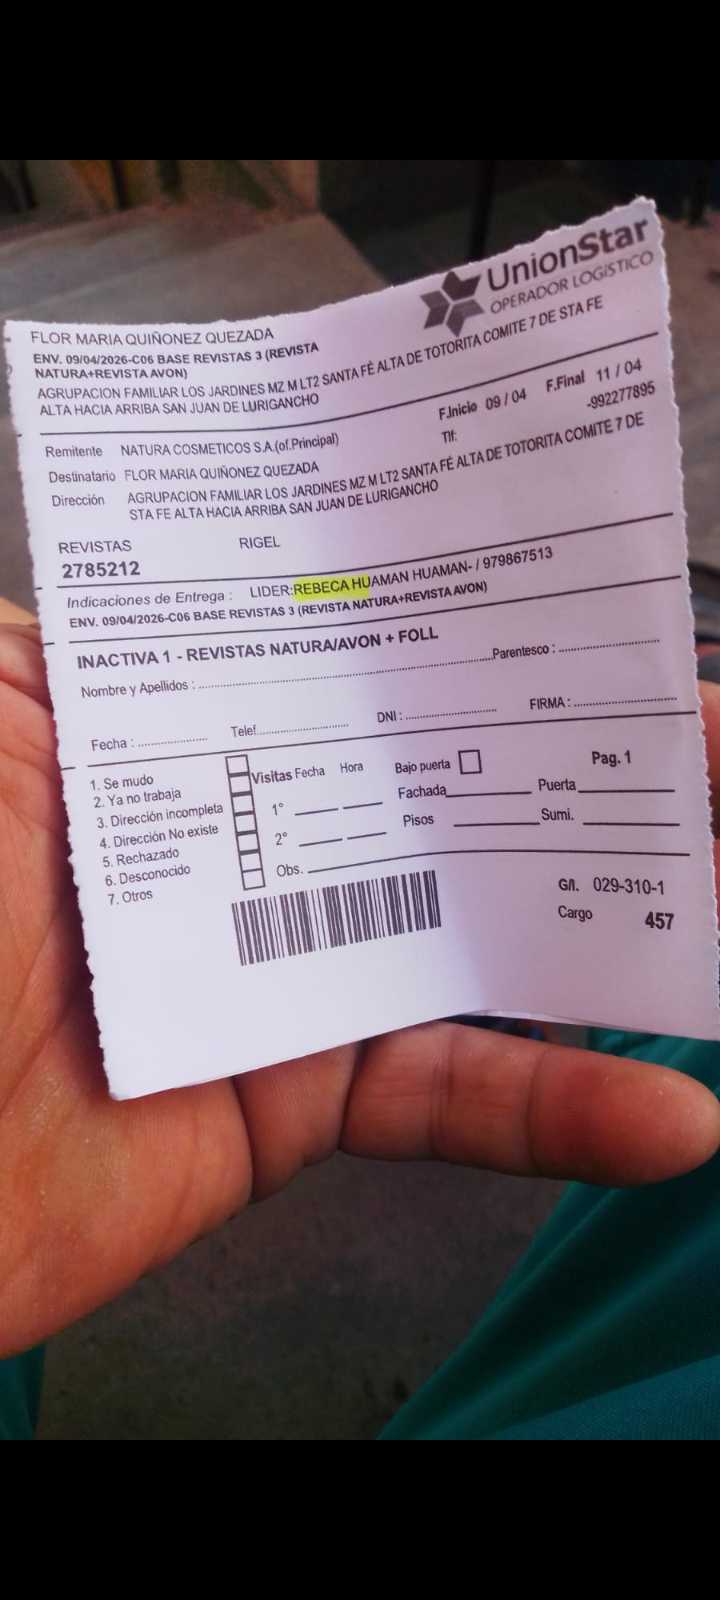 UnionStar
OPERADOR LOGISTICO
FLOR MARIA QUIÑONEZ QUEZADA
ENV. 09/04/2026-C06 BASE REVISTAS 3 (REVISTA
NATURA+REVISTA AVON)
AGRUPACION FAMILIAR LOS JARDINES MZ M LT2 SANTA FÈ ALTA DE TOTORITA COMITE 7 DE STA FE
ALTA HACIA ARRIBA SAN JUAN DE LURIGANCHO
F.Inicio 09 / 04 F.Final 11 / 04
Remitente NATURA COSMETICOS S.A.(of.Principal)
Tlf: -992277895
Destinatario FLOR MARIA QUIÑONEZ QUEZADA
Dirección AGRUPACION FAMILIAR LOS JARDINES MZ M LT2 SANTA FÈ ALTA DE TOTORITA COMITE 7 DE
STA FE ALTA HACIA ARRIBA SAN JUAN DE LURIGANCHO
REVISTAS RIGEL
2785212
Indicaciones de Entrega : LIDER:REBECA HUAMAN HUAMAN- / 979867513
ENV. 09/04/2026-C06 BASE REVISTAS 3 (REVISTA NATURA+REVISTA AVON)
INACTIVA 1 - REVISTAS NATURA/AVON + FOLL
Nombre y Apellidos : Parentesco :
Fecha : Telef. DNI : FIRMA :
1. Se mudo
2. Ya no trabaja
3. Dirección incompleta
4. Dirección No existe
5. Rechazado
6. Desconocido
7. Otros
Visitas Fecha Hora Bajo puerta Pag. 1
1° Fachada Puerta
2° Pisos Sumi.
Obs.
G/I. 029-310-1
Cargo 457